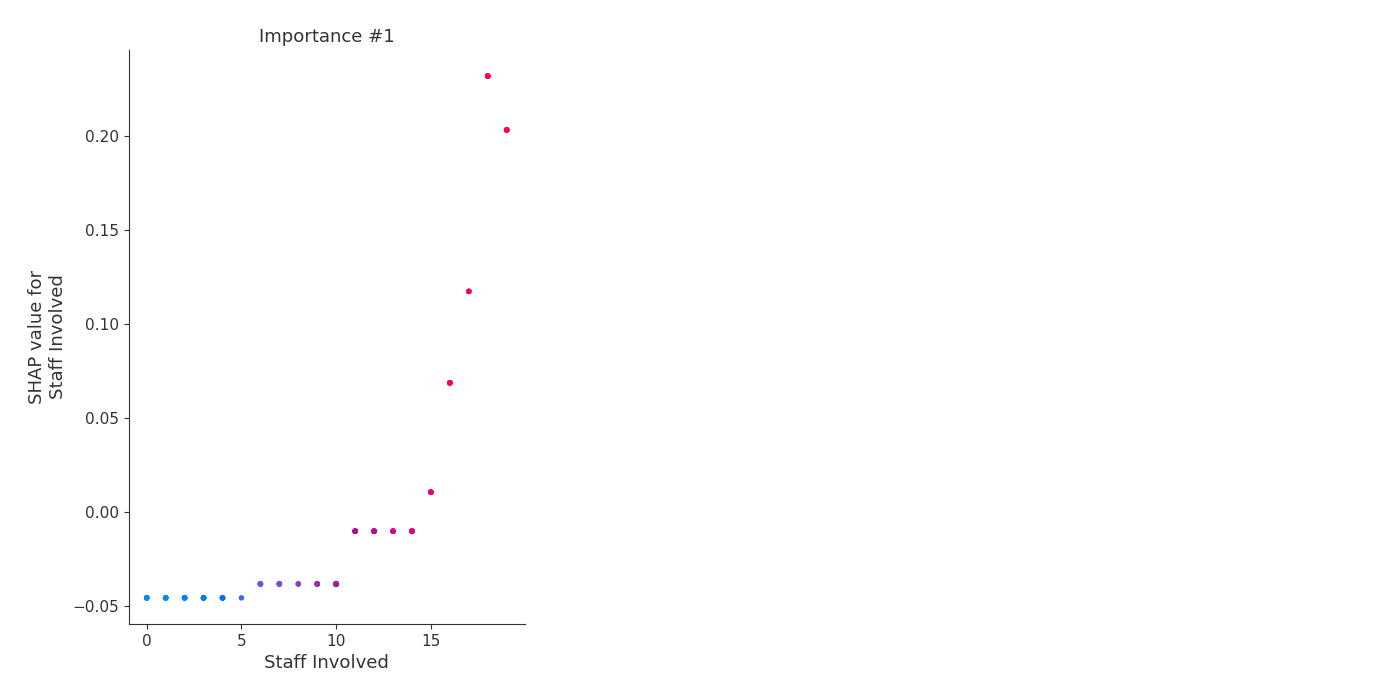 Importance #1
SHAP value for
Staff Involved
0.20
0.15
0.10
0.05
0.00
−0.05
0 5 10 15
Staff Involved